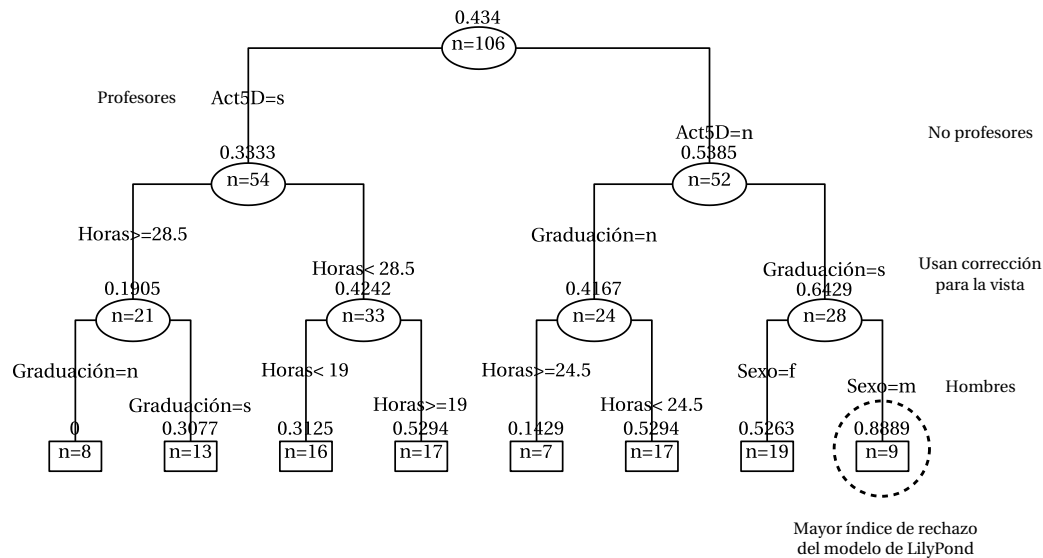 0.434
n=106
Profesores
Act5D=s
Act5D=n
No profesores
0.3333
n=54
0.5385
n=52
Horas>=28.5
Horas< 28.5
Graduación=n
Graduación=s
Usan corrección
para la vista
0.1905
n=21
0.4242
n=33
0.4167
n=24
0.6429
n=28
Graduación=n
Graduación=s
Horas< 19
Horas>=19
Horas>=24.5
Horas< 24.5
Sexo=f
Sexo=m
Hombres
0
n=8
0.3077
n=13
0.3125
n=16
0.5294
n=17
0.1429
n=7
0.5294
n=17
0.5263
n=19
0.8889
n=9
Mayor índice de rechazo
del modelo de LilyPond